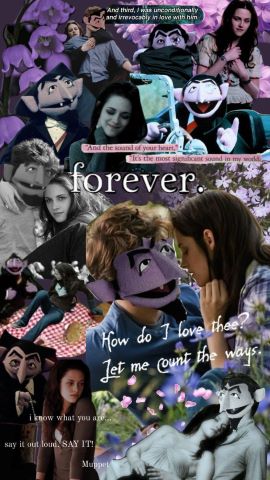 And third, I was unconditionally
and irrevocably in love with him.
"And the sound of your heart,"
"It's the most significant sound in my world.
forever.
How do I love thee?
Let me count the ways.
i know what you are...
say it out loud, SAY IT!
Muppet